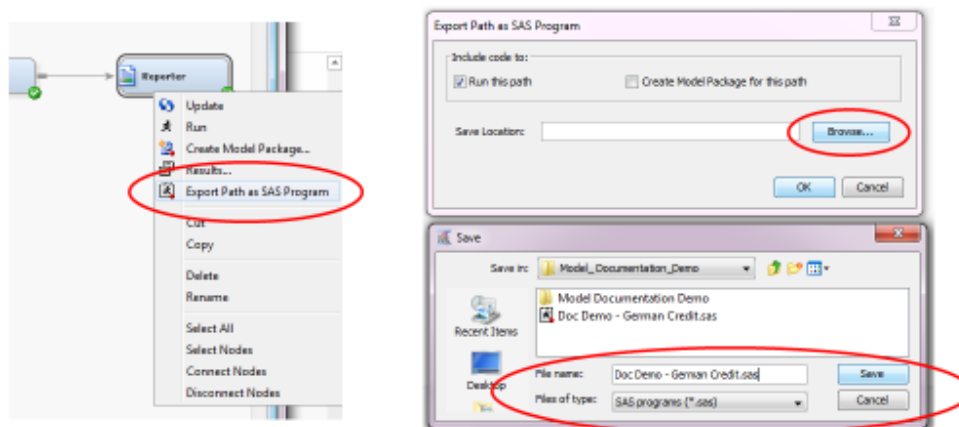 Reporter
Update
Run
Create Model Package...
Results...
Export Path as SAS Program
Cut
Copy
Delete
Rename
Select All
Select Nodes
Connect Nodes
Disconnect Nodes
Export Path as SAS Program
Include code to:
Run this path
Create Model Package for this path
Save Location:
Browse...
OK
Cancel
Save
Save in:
Model_Documentation_Demo
Model Documentation Demo
Doc Demo - German Credit.sas
Recent Items
Desktop
File name:
Doc Demo - German Credit.sas
Save
Files of type:
SAS programs (*.sas)
Cancel